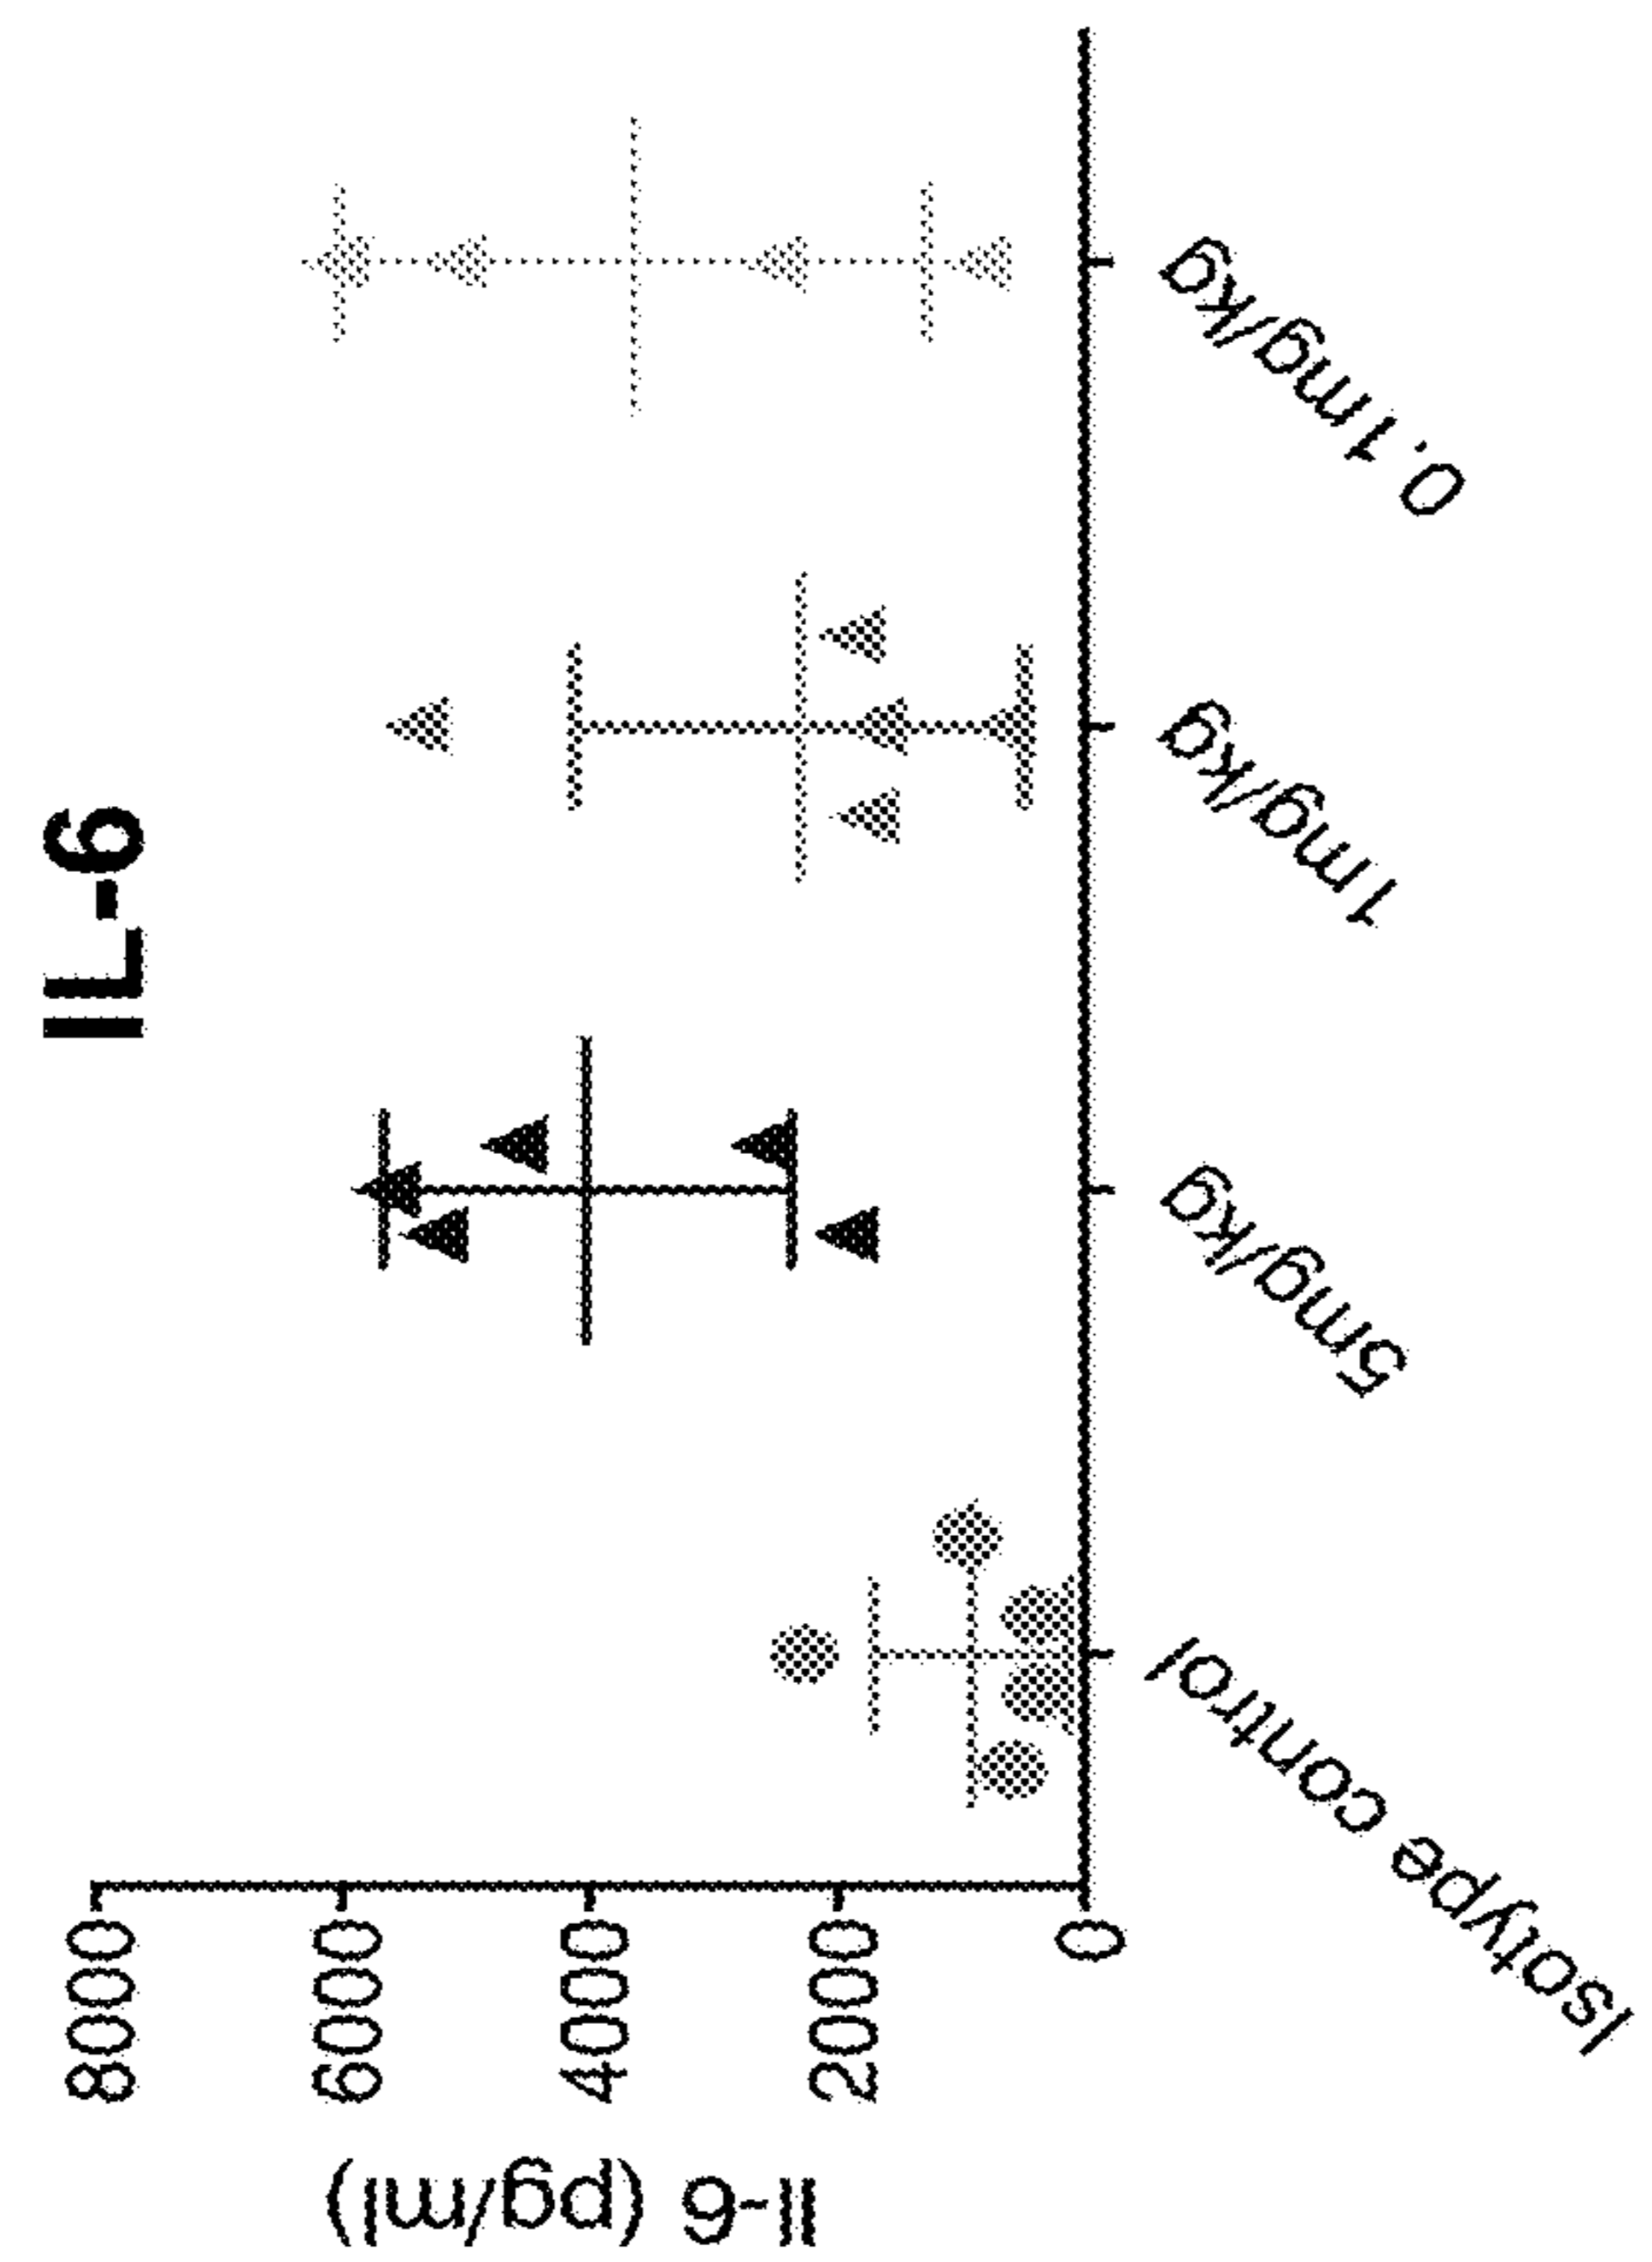 IL-6
Il-6 (pg/ml)
8000
6000
4000
2000
0
Isotype control
5mg/kg
1mg/kg
0.1mg/kg